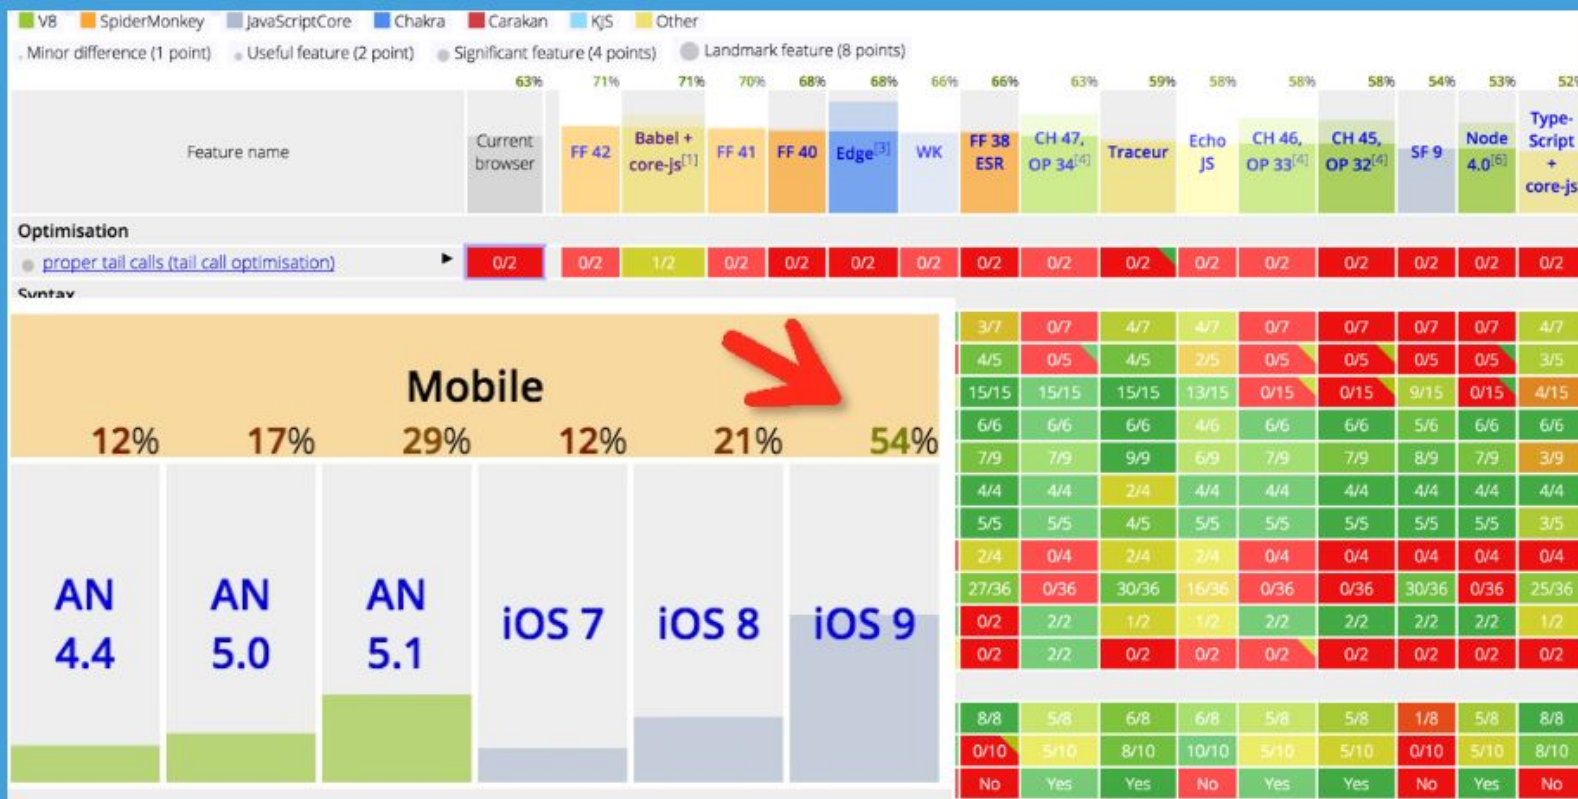 V8 SpiderMonkey JavaScriptCore Chakra Carakan KJS Other
Minor difference (1 point) Useful feature (2 point) Significant feature (4 points) Landmark feature (8 points)
63% 71% 71% 70% 68% 68% 66% 66% 63% 59% 58% 58% 58% 54% 53% 52%
Feature name
Current browser
FF 42
Babel + core-js[1]
FF 41
FF 40
Edge[3]
WK
FF 38 ESR
CH 47, OP 34[4]
Traceur
Echo JS
CH 46, OP 33[4]
CH 45, OP 32[4]
SF 9
Node 4.0[6]
Type-Script + core-js
Optimisation
proper tail calls (tail call optimisation) 0/2 0/2 1/2 0/2 0/2 0/2 0/2 0/2 0/2 0/2 0/2 0/2 0/2 0/2 0/2 0/2
Syntax
3/7 0/7 4/7 4/7 0/7 0/7 0/7 0/7 4/7
4/5 0/5 4/5 2/5 0/5 0/5 0/5 0/5 3/5
15/15 15/15 15/15 13/15 0/15 0/15 9/15 0/15 4/15
6/6 6/6 6/6 4/6 6/6 6/6 5/6 6/6 6/6
7/9 7/9 9/9 6/9 7/9 7/9 8/9 7/9 3/9
4/4 4/4 2/4 4/4 4/4 4/4 4/4 4/4 4/4
5/5 5/5 4/5 5/5 5/5 5/5 5/5 5/5 3/5
2/4 0/4 2/4 2/4 0/4 0/4 0/4 0/4 0/4
27/36 0/36 30/36 16/36 0/36 0/36 30/36 0/36 25/36
0/2 2/2 1/2 1/2 2/2 2/2 2/2 2/2 1/2
0/2 2/2 0/2 0/2 0/2 0/2 0/2 0/2 0/2
8/8 5/8 6/8 6/8 5/8 5/8 1/8 5/8 8/8
0/10 5/10 8/10 10/10 5/10 5/10 0/10 5/10 8/10
No Yes Yes No Yes Yes No Yes No
Mobile
12% 17% 29% 12% 21% 54%
AN 4.4
AN 5.0
AN 5.1
iOS 7
iOS 8
iOS 9